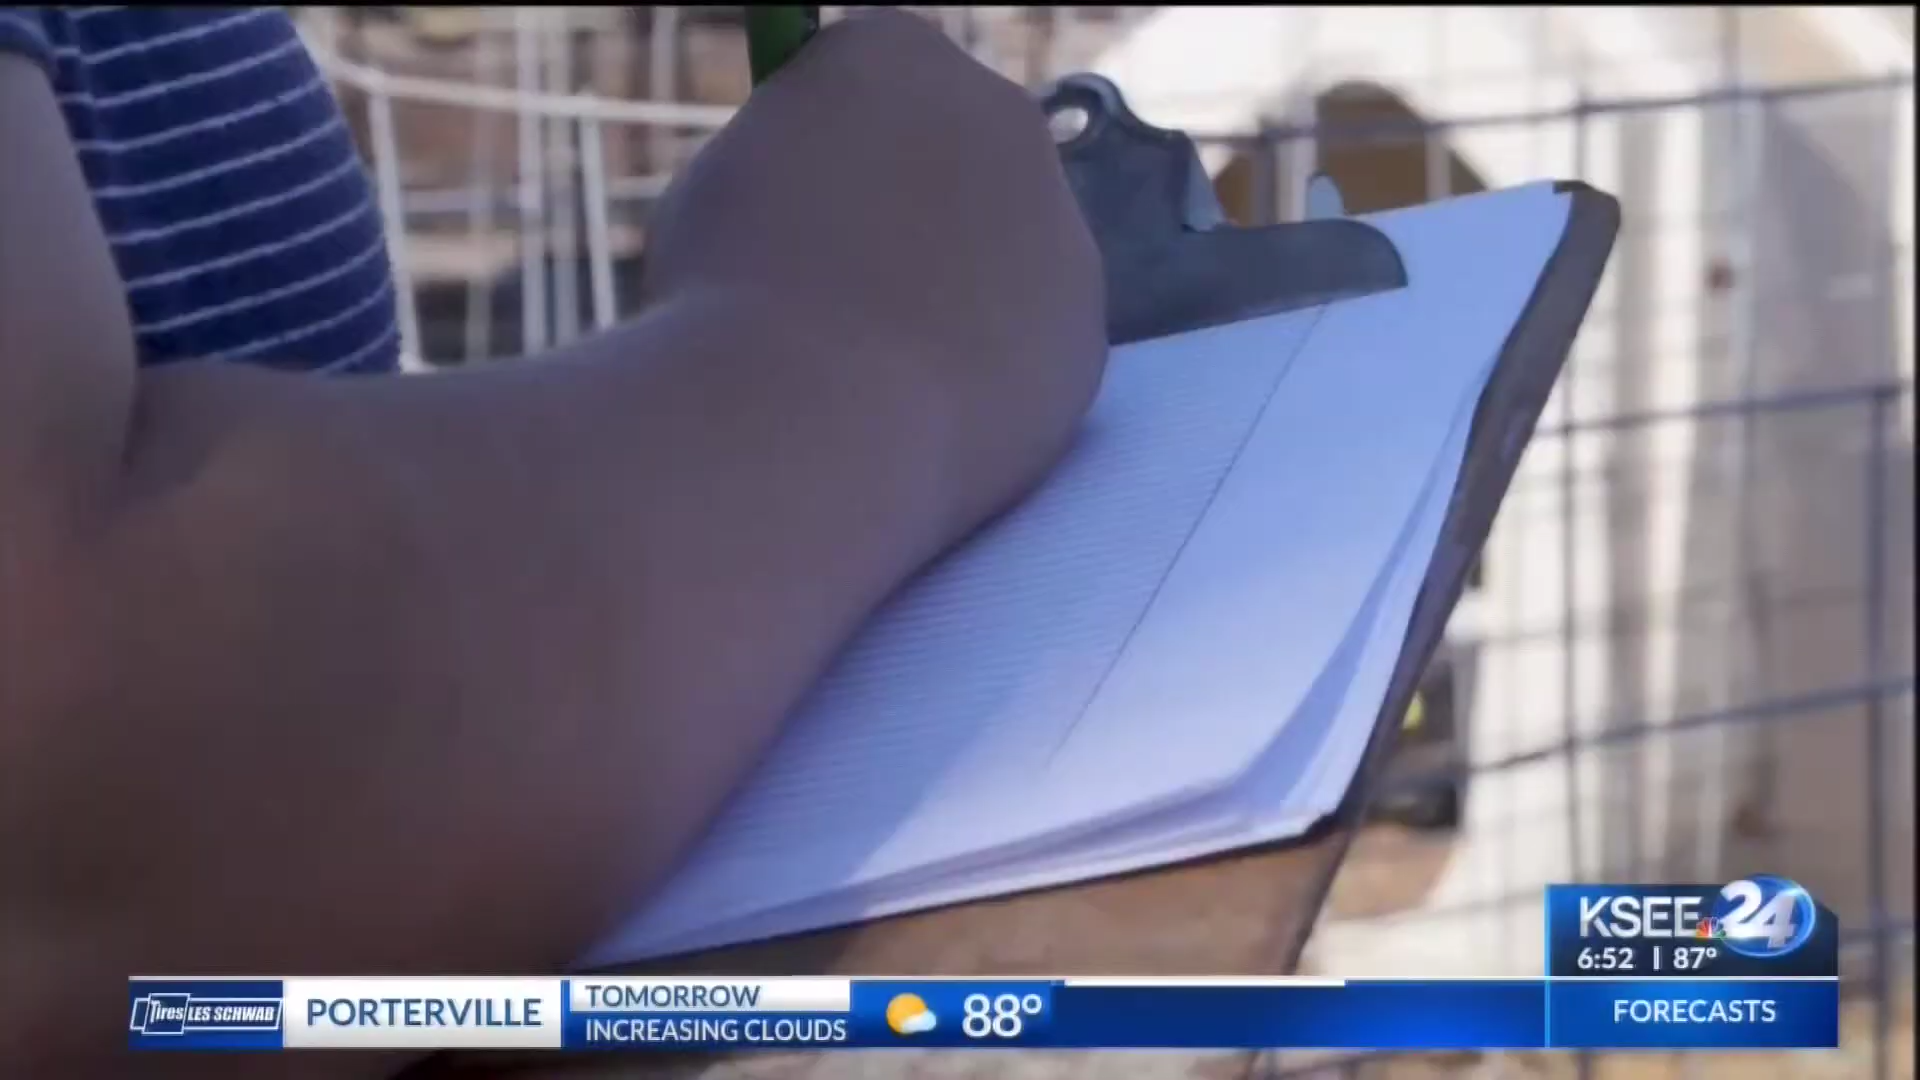 KSEE 24
6:52 | 87°
Tires LES SCHWAB
PORTERVILLE
TOMORROW
INCREASING CLOUDS
88°
FORECASTS